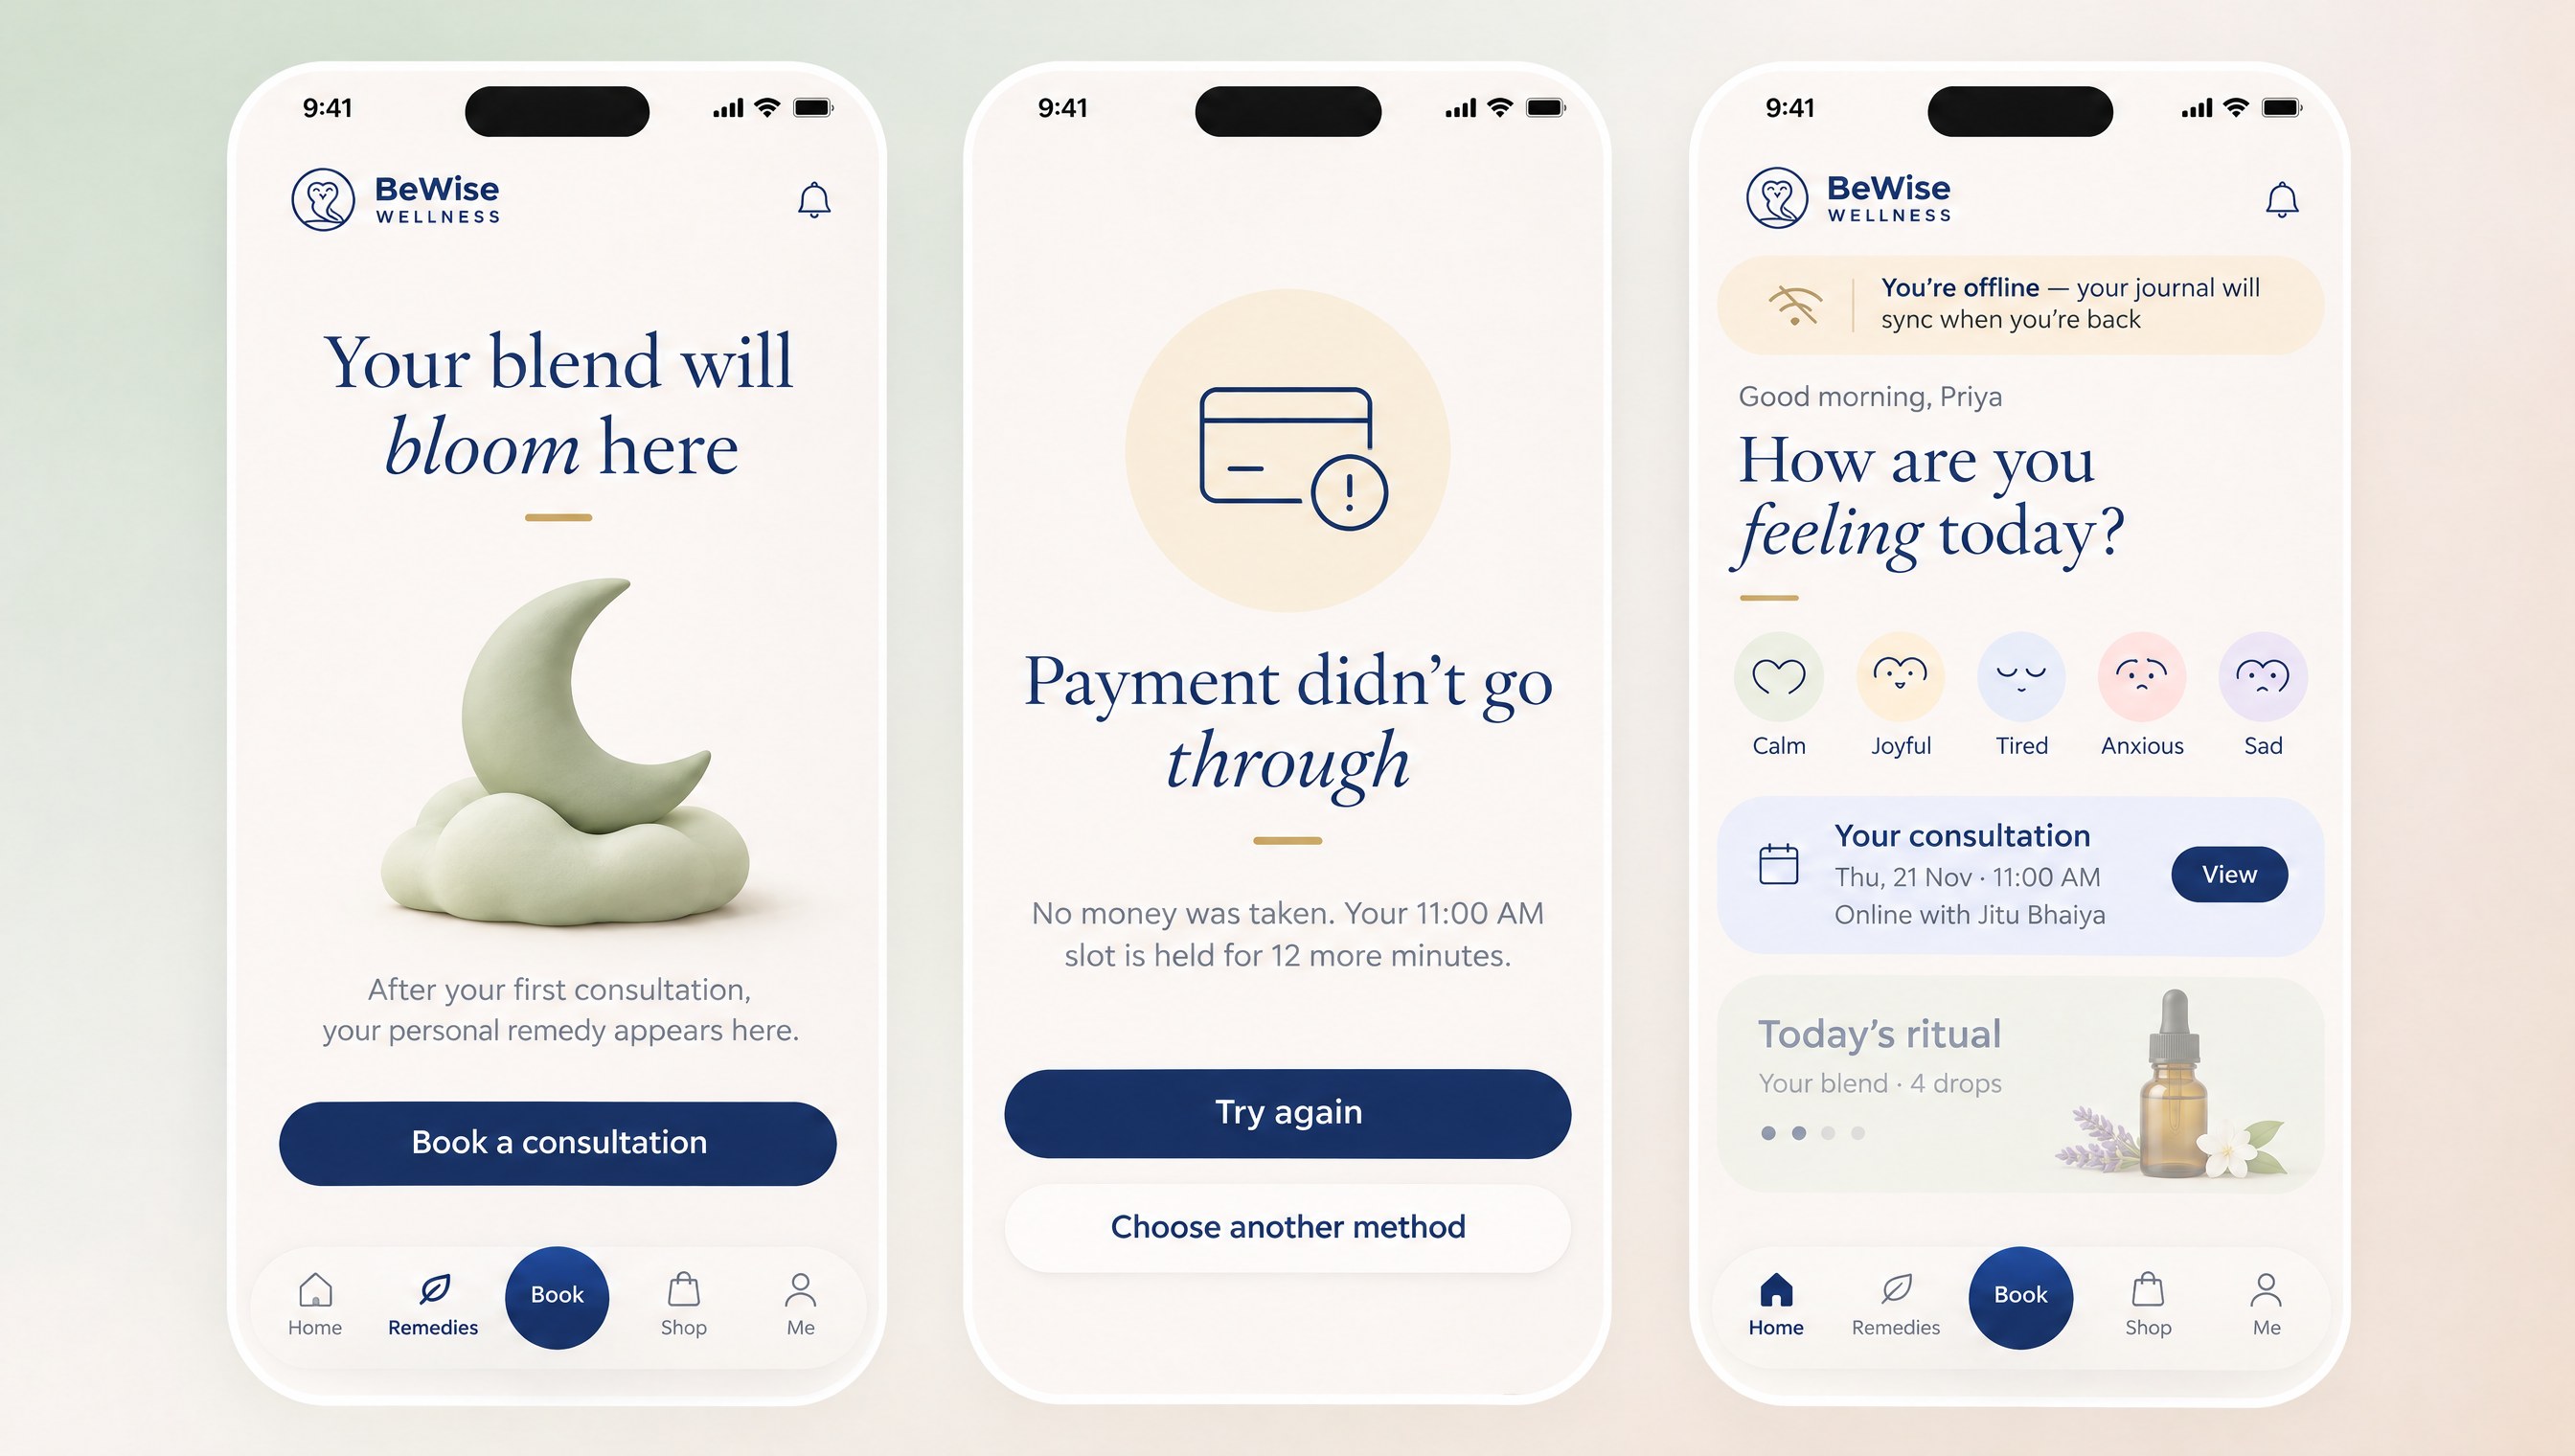 9:41
BeWise
WELLNESS
Your blend will
bloom here
After your first consultation,
your personal remedy appears here.
Book a consultation
Home
Remedies
Book
Shop
Me
9:41
Payment didn’t go
through
No money was taken. Your 11:00 AM
slot is held for 12 more minutes.
Try again
Choose another method
9:41
BeWise
WELLNESS
You’re offline — your journal will
sync when you’re back
Good morning, Priya
How are you
feeling today?
Calm
Joyful
Tired
Anxious
Sad
Your consultation
Thu, 21 Nov · 11:00 AM
Online with Jitu Bhaiya
View
Today’s ritual
Your blend · 4 drops
Home
Remedies
Book
Shop
Me